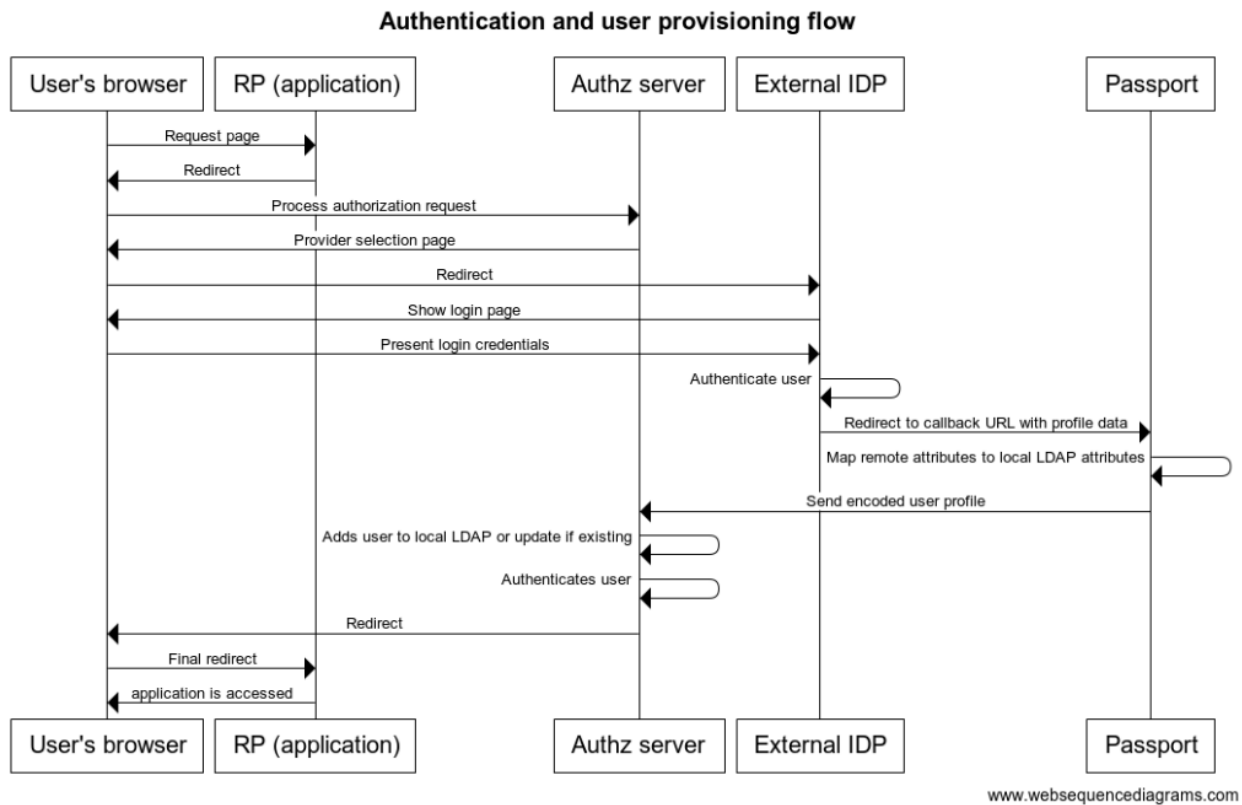 Authentication and user provisioning flow
User's browser RP (application) Authz server External IDP Passport
Request page
Redirect
Process authorization request
Provider selection page
Redirect
Show login page
Present login credentials
Authenticate user
Redirect to callback URL with profile data
Map remote attributes to local LDAP attributes
Send encoded user profile
Adds user to local LDAP or update if existing
Authenticates user
Redirect
Final redirect
application is accessed
User's browser RP (application) Authz server External IDP Passport
www.websequencediagrams.com